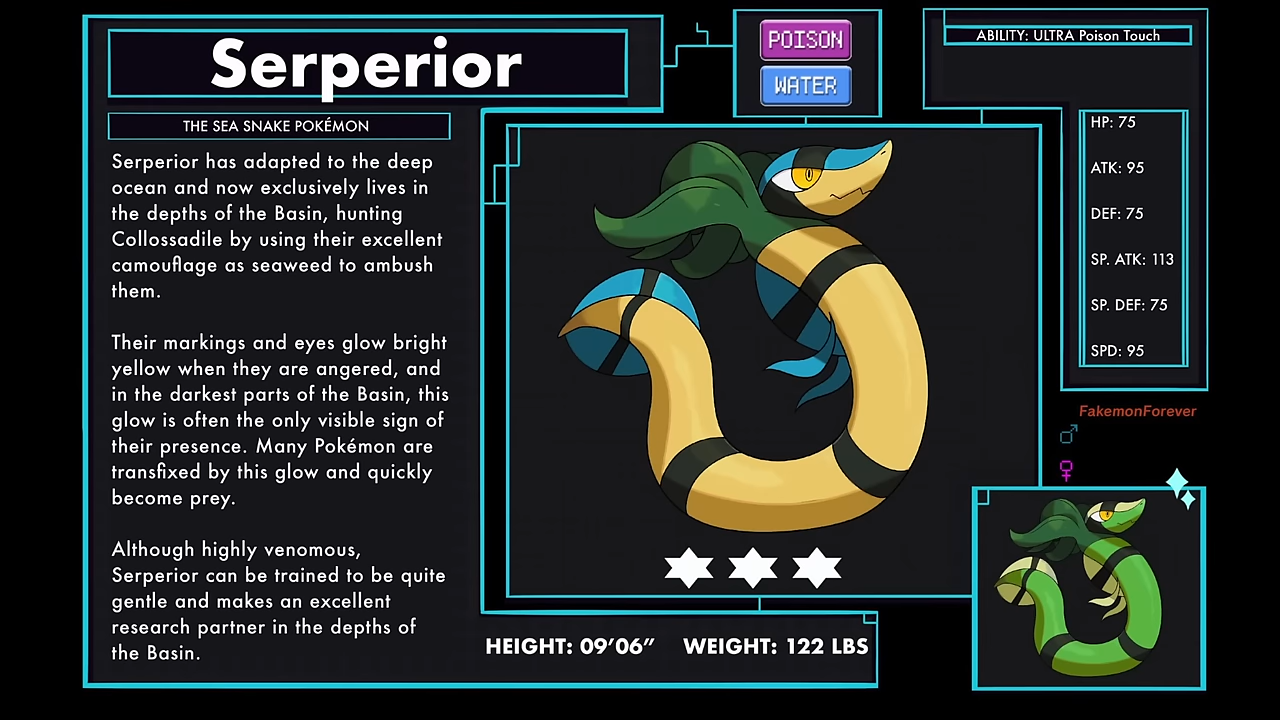 Serperior
THE SEA SNAKE POKÉMON
Serperior has adapted to the deep
ocean and now exclusively lives in
the depths of the Basin, hunting
Collossadile by using their excellent
camouflage as seaweed to ambush
them.
Their markings and eyes glow bright
yellow when they are angered, and
in the darkest parts of the Basin, this
glow is often the only visible sign of
their presence. Many Pokémon are
transfixed by this glow and quickly
become prey.
Although highly venomous,
Serperior can be trained to be quite
gentle and makes an excellent
research partner in the depths of
the Basin.
POISON
WATER
ABILITY: ULTRA Poison Touch
HP: 75
ATK: 95
DEF: 75
SP. ATK: 113
SP. DEF: 75
SPD: 95
FakemonForever
♂
♀
HEIGHT: 09'06” WEIGHT: 122 LBS